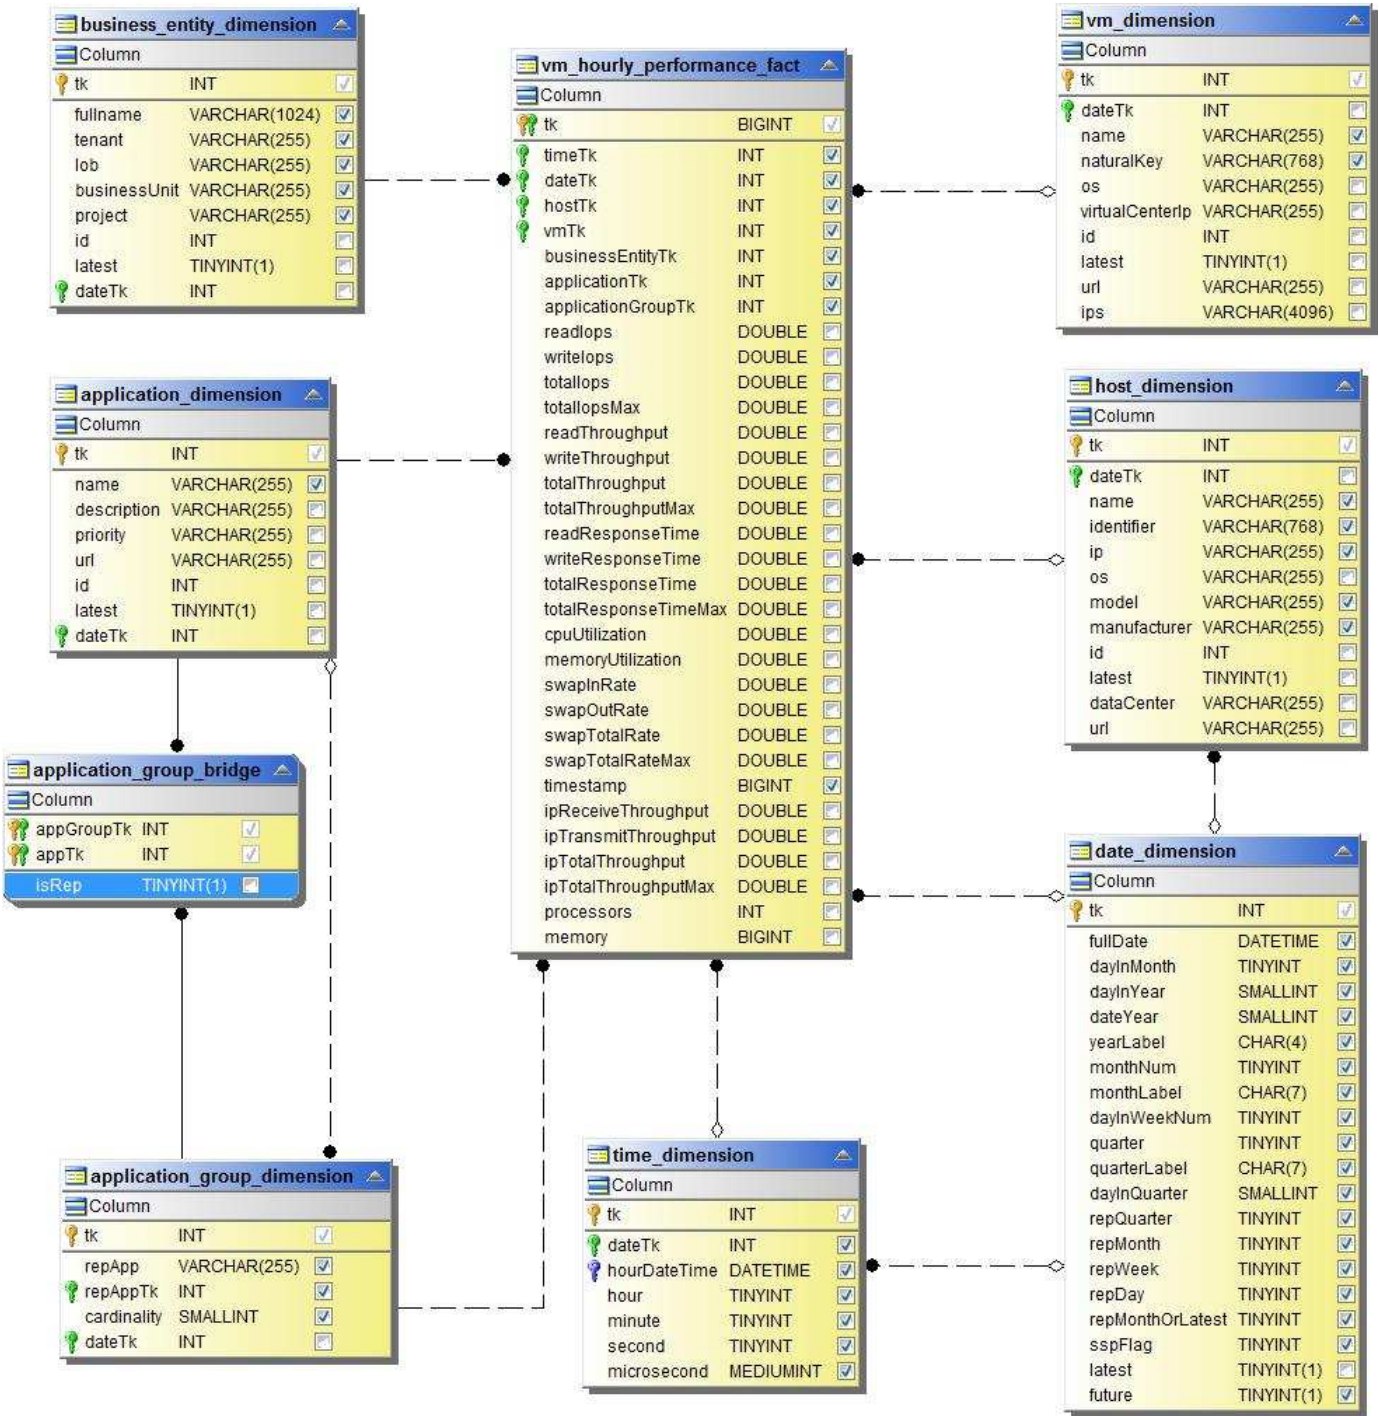 business_entity_dimension
Column
tk INT
fullname VARCHAR(1024)
tenant VARCHAR(255)
lob VARCHAR(255)
businessUnit VARCHAR(255)
project VARCHAR(255)
id INT
latest TINYINT(1)
dateTk INT
vm_hourly_performance_fact
Column
tk BIGINT
timeTk INT
dateTk INT
hostTk INT
vmTk INT
businessEntityTk INT
applicationTk INT
applicationGroupTk INT
readIops DOUBLE
writeIops DOUBLE
totalIops DOUBLE
totalIopsMax DOUBLE
readThroughput DOUBLE
writeThroughput DOUBLE
totalThroughput DOUBLE
totalThroughputMax DOUBLE
readResponseTime DOUBLE
writeResponseTime DOUBLE
totalResponseTime DOUBLE
totalResponseTimeMax DOUBLE
cpuUtilization DOUBLE
memoryUtilization DOUBLE
swapInRate DOUBLE
swapOutRate DOUBLE
swapTotalRate DOUBLE
swapTotalRateMax DOUBLE
timestamp BIGINT
ipReceiveThroughput DOUBLE
ipTransmitThroughput DOUBLE
ipTotalThroughput DOUBLE
ipTotalThroughputMax DOUBLE
processors INT
memory BIGINT
vm_dimension
Column
tk INT
dateTk INT
name VARCHAR(255)
naturalKey VARCHAR(768)
os VARCHAR(255)
virtualCenterIp VARCHAR(255)
id INT
latest TINYINT(1)
url VARCHAR(255)
ips VARCHAR(4096)
application_dimension
Column
tk INT
name VARCHAR(255)
description VARCHAR(255)
priority VARCHAR(255)
url VARCHAR(255)
id INT
latest TINYINT(1)
dateTk INT
host_dimension
Column
tk INT
dateTk INT
name VARCHAR(255)
identifier VARCHAR(768)
ip VARCHAR(255)
os VARCHAR(255)
model VARCHAR(255)
manufacturer VARCHAR(255)
id INT
latest TINYINT(1)
dataCenter VARCHAR(255)
url VARCHAR(255)
application_group_bridge
Column
appGroupTk INT
appTk INT
isRep TINYINT(1)
date_dimension
Column
tk INT
fullDate DATETIME
dayInMonth TINYINT
dayInYear SMALLINT
dateYear SMALLINT
yearLabel CHAR(4)
monthNum TINYINT
monthLabel CHAR(7)
dayInWeekNum TINYINT
quarter TINYINT
quarterLabel CHAR(7)
dayInQuarter SMALLINT
repQuarter TINYINT
repMonth TINYINT
repWeek TINYINT
repDay TINYINT
repMonthOrLatest TINYINT
sspFlag TINYINT
latest TINYINT(1)
future TINYINT(1)
application_group_dimension
Column
tk INT
repApp VARCHAR(255)
repAppTk INT
cardinality SMALLINT
dateTk INT
time_dimension
Column
tk INT
dateTk INT
hourDateTime DATETIME
hour TINYINT
minute TINYINT
second TINYINT
microsecond MEDIUMINT